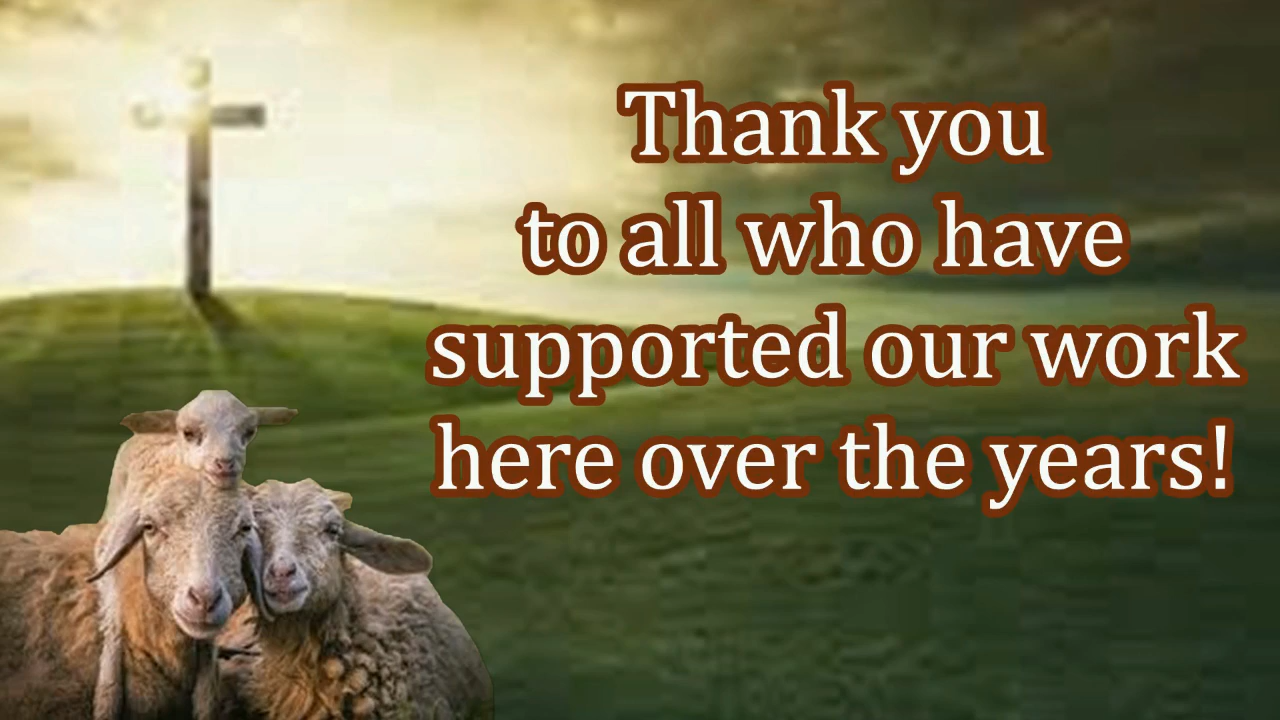 Thank you
to all who have
supported our work
here over the years!